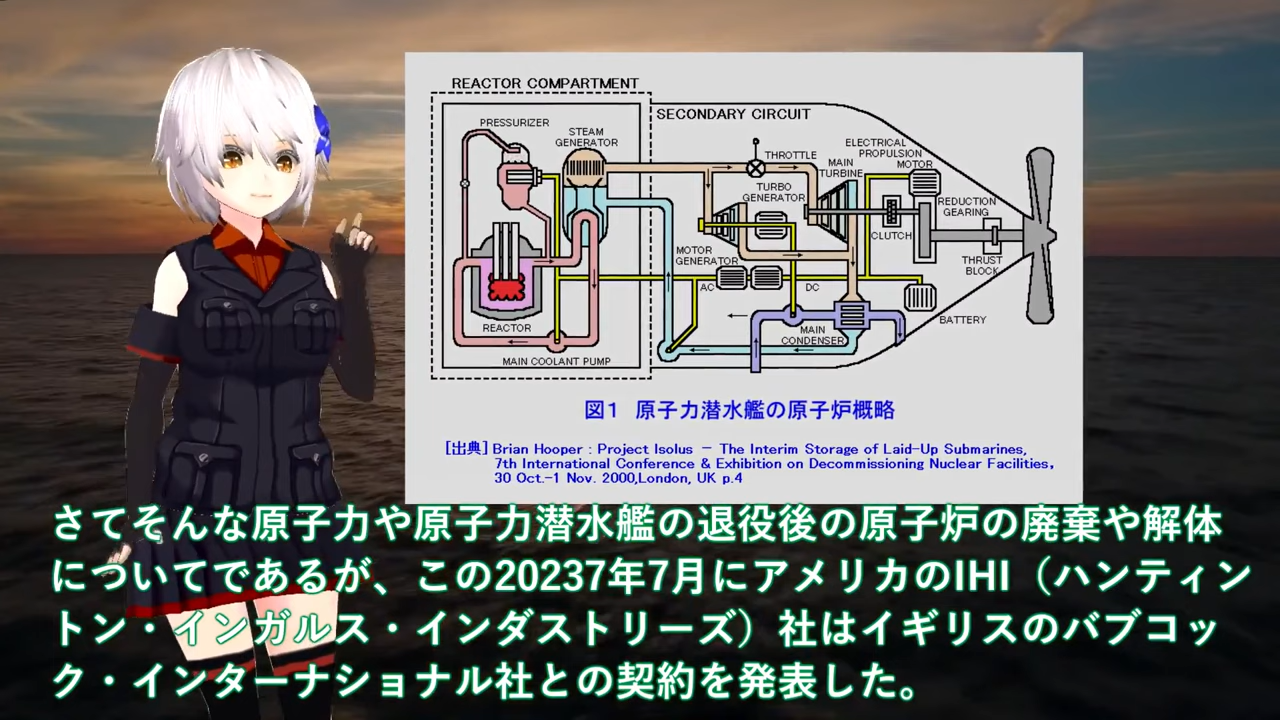 REACTOR COMPARTMENT
SECONDARY CIRCUIT
PRESSURIZER
STEAM
GENERATOR
THROTTLE
MAIN
TURBINE
ELECTRICAL
PROPULSION
MOTOR
TURBO
GENERATOR
REDUCTION
GEARING
CLUTCH
THRUST
BLOCK
MOTOR
GENERATOR
AC
DC
BATTERY
REACTOR
MAIN
CONDENSER
MAIN COOLANT PUMP
図1 原子力潜水艦の原子炉概略
[出典] Brian Hooper : Project Isolus − The Interim Storage of Laid-Up Submarines,
7th International Conference & Exhibition on Decommissioning Nuclear Facilities,
30 Oct.-1 Nov. 2000,London, UK p.4
さてそんな原子力や原子力潜水艦の退役後の原子炉の廃棄や解体
についてであるが、この20237年7月にアメリカのIHI（ハンティン
トン・インガルス・インダストリーズ）社はイギリスのバブコッ
ク・インターナショナル社との契約を発表した。